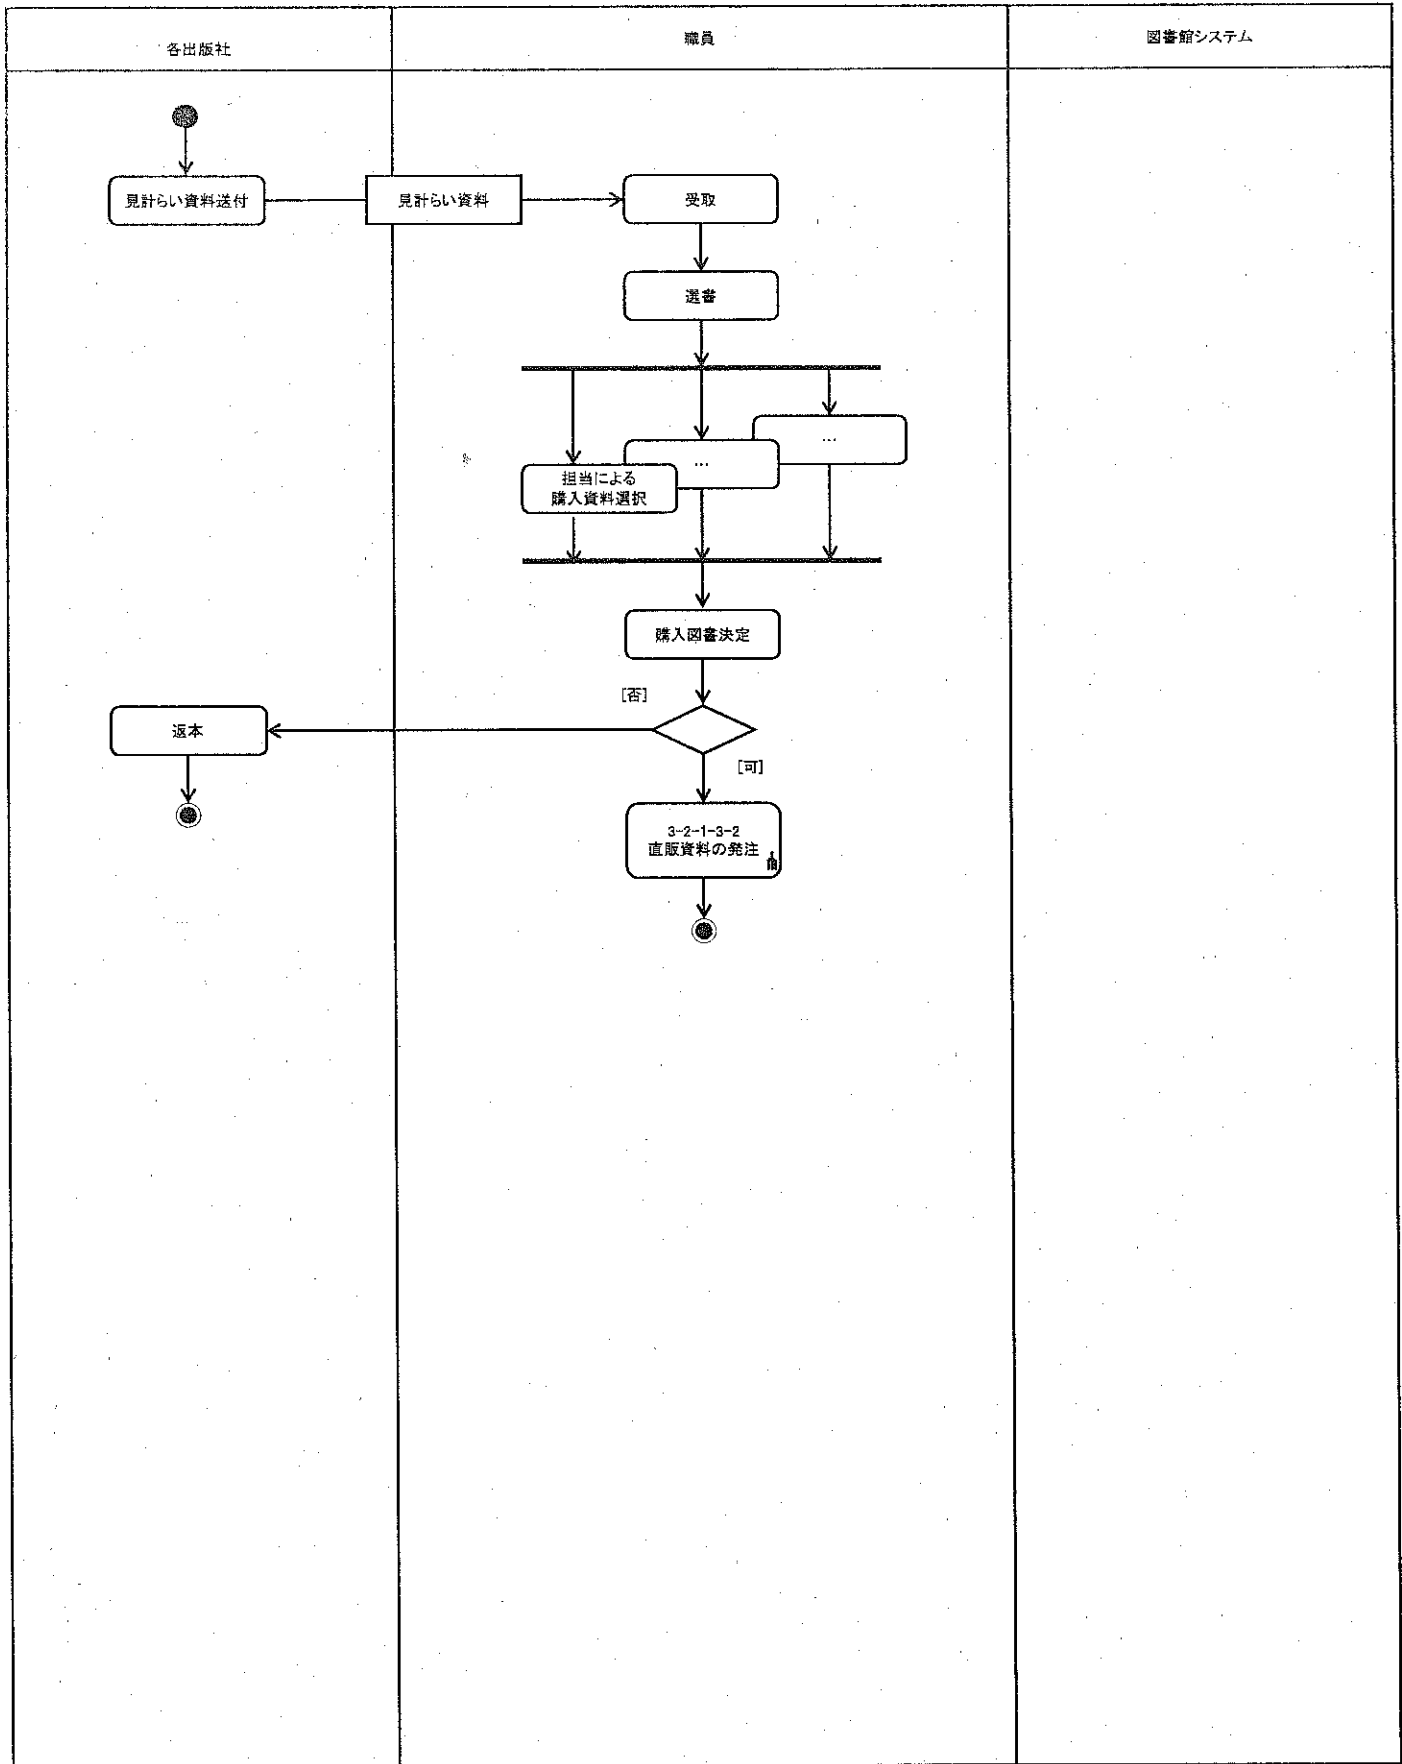 各出版社
職員
図書館システム
見計らい資料送付
見計らい資料
受取
選書
…
…
担当による
購入資料選択
購入図書決定
[否]
返本
[可]
3-2-1-3-2
直販資料の発注